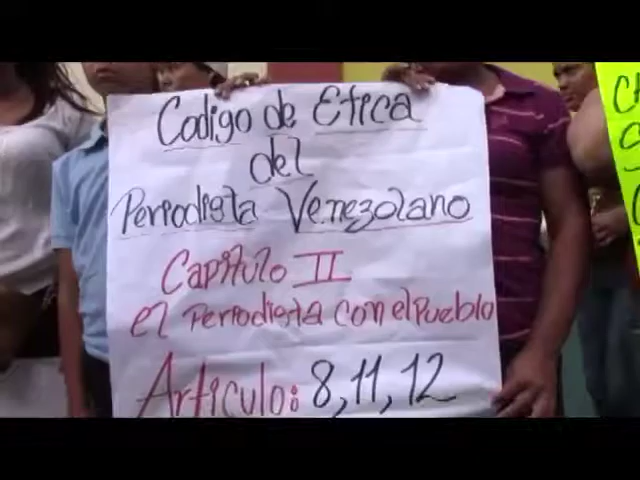 Codigo de Etica
del
Periodista Venezolano
Capitulo II
el Periodista con el Pueblo
Articulo: 8, 11, 12